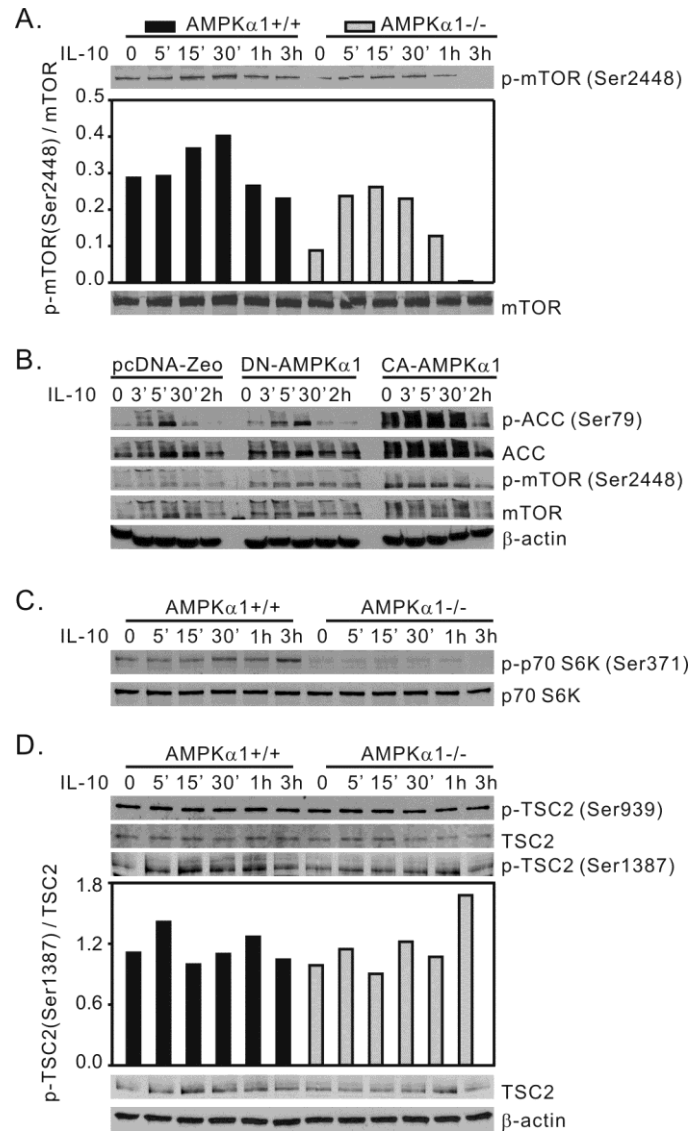 A.
AMPKα1+/+ AMPKα1-/-
IL-10 0 5' 15' 30' 1h 3h 0 5' 15' 30' 1h 3h
p-mTOR (Ser2448)
p-mTOR(Ser2448) / mTOR
0.5
0.4
0.3
0.2
0.1
0.0
mTOR
B.
pcDNA-Zeo DN-AMPKα1 CA-AMPKα1
IL-10 0 3' 5' 30' 2h 0 3' 5' 30' 2h 0 3' 5' 30' 2h
p-ACC (Ser79)
ACC
p-mTOR (Ser2448)
mTOR
β-actin
C.
AMPKα1+/+ AMPKα1-/-
IL-10 0 5' 15' 30' 1h 3h 0 5' 15' 30' 1h 3h
p-p70 S6K (Ser371)
p70 S6K
D.
AMPKα1+/+ AMPKα1-/-
IL-10 0 5' 15' 30' 1h 3h 0 5' 15' 30' 1h 3h
p-TSC2 (Ser939)
TSC2
p-TSC2 (Ser1387)
p-TSC2(Ser1387) / TSC2
1.8
1.2
0.6
0.0
TSC2
β-actin